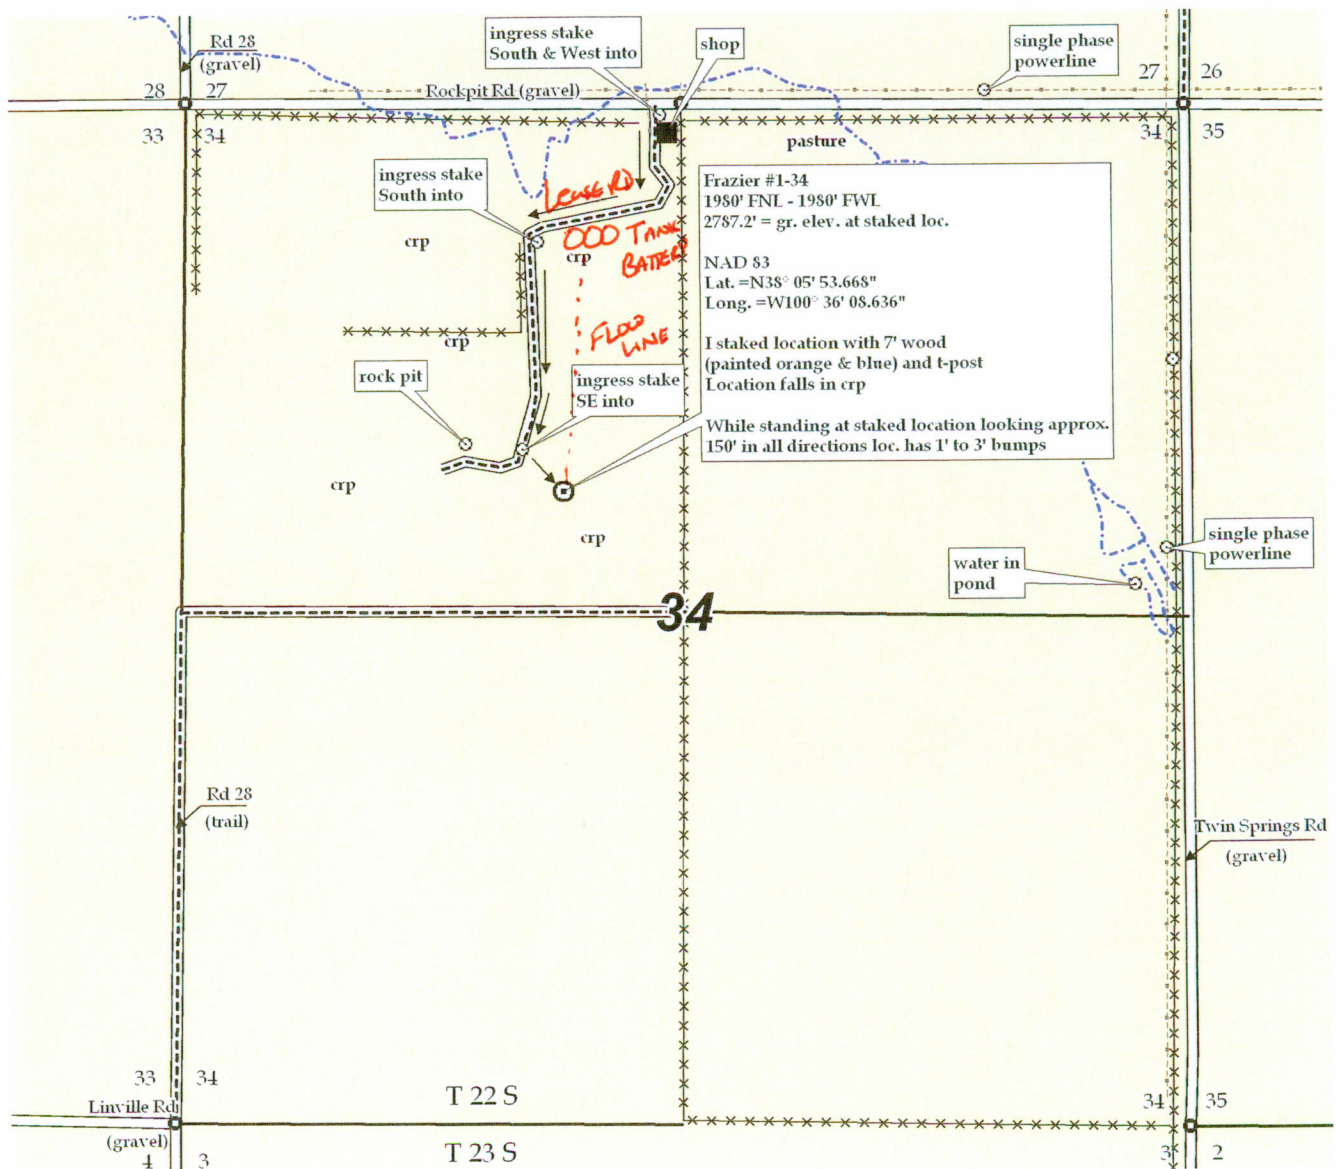 Rd 28
(gravel)
ingress stake
South & West into
shop
single phase
powerline
28
27
27
26
Rockpit Rd (gravel)
33
34
34
35
pasture
ingress stake
South into
LEASE RD
crp
OOO TANK
BATTERY
crp
Frazier #1-34
1980' FNL - 1980' FWL
2787.2' = gr. elev. at staked loc.
NAD 83
Lat. =N38° 05' 53.668"
Long. =W100° 36' 08.636"
I staked location with 7' wood
(painted orange & blue) and t-post
Location falls in crp
While standing at staked location looking approx.
150' in all directions loc. has 1' to 3' bumps
FLOW
LINE
crp
rock pit
ingress stake
SE into
crp
crp
single phase
powerline
water in
pond
34
Rd 28
(trail)
Twin Springs Rd
(gravel)
33
34
T 22 S
34
35
Linville Rd
(gravel)
4
3
T 23 S
3
2